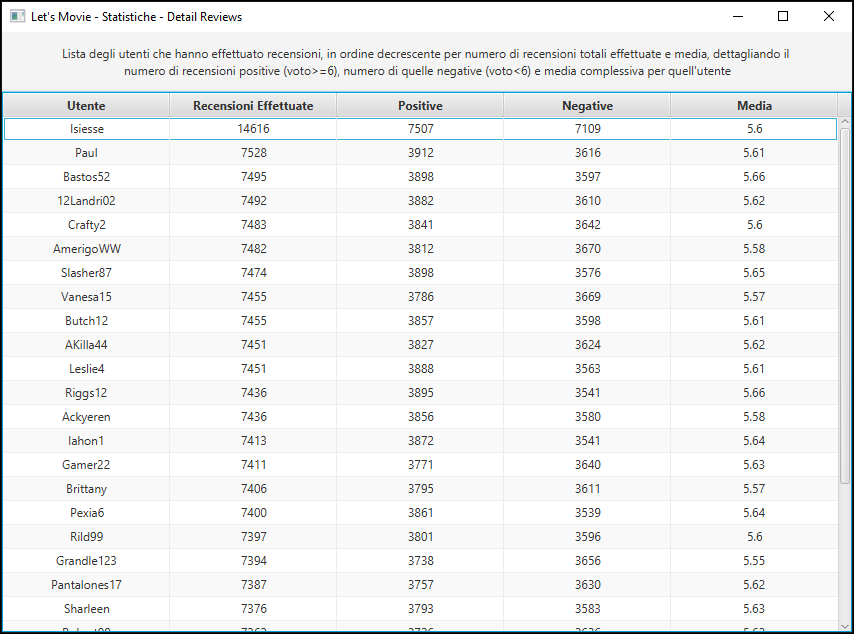 Let's Movie - Statistiche - Detail Reviews
Lista degli utenti che hanno effettuato recensioni, in ordine decrescente per numero di recensioni totali effettuate e media, dettagliando il
numero di recensioni positive (voto>=6), numero di quelle negative (voto<6) e media complessiva per quell'utente
Utente Recensioni Effettuate Positive Negative Media
Isiesse 14616 7507 7109 5.6
Paul 7528 3912 3616 5.61
Bastos52 7495 3898 3597 5.66
12Landri02 7492 3882 3610 5.62
Crafty2 7483 3841 3642 5.6
AmerigoWW 7482 3812 3670 5.58
Slasher87 7474 3898 3576 5.65
Vanesa15 7455 3786 3669 5.57
Butch12 7455 3857 3598 5.61
AKilla44 7451 3827 3624 5.62
Leslie4 7451 3888 3563 5.61
Riggs12 7436 3895 3541 5.66
Ackyeren 7436 3856 3580 5.58
Iahon1 7413 3872 3541 5.64
Gamer22 7411 3771 3640 5.63
Brittany 7406 3795 3611 5.57
Pexia6 7400 3861 3539 5.64
Rild99 7397 3801 3596 5.6
Grandle123 7394 3738 3656 5.55
Pantalones17 7387 3757 3630 5.62
Sharleen 7376 3793 3583 5.63